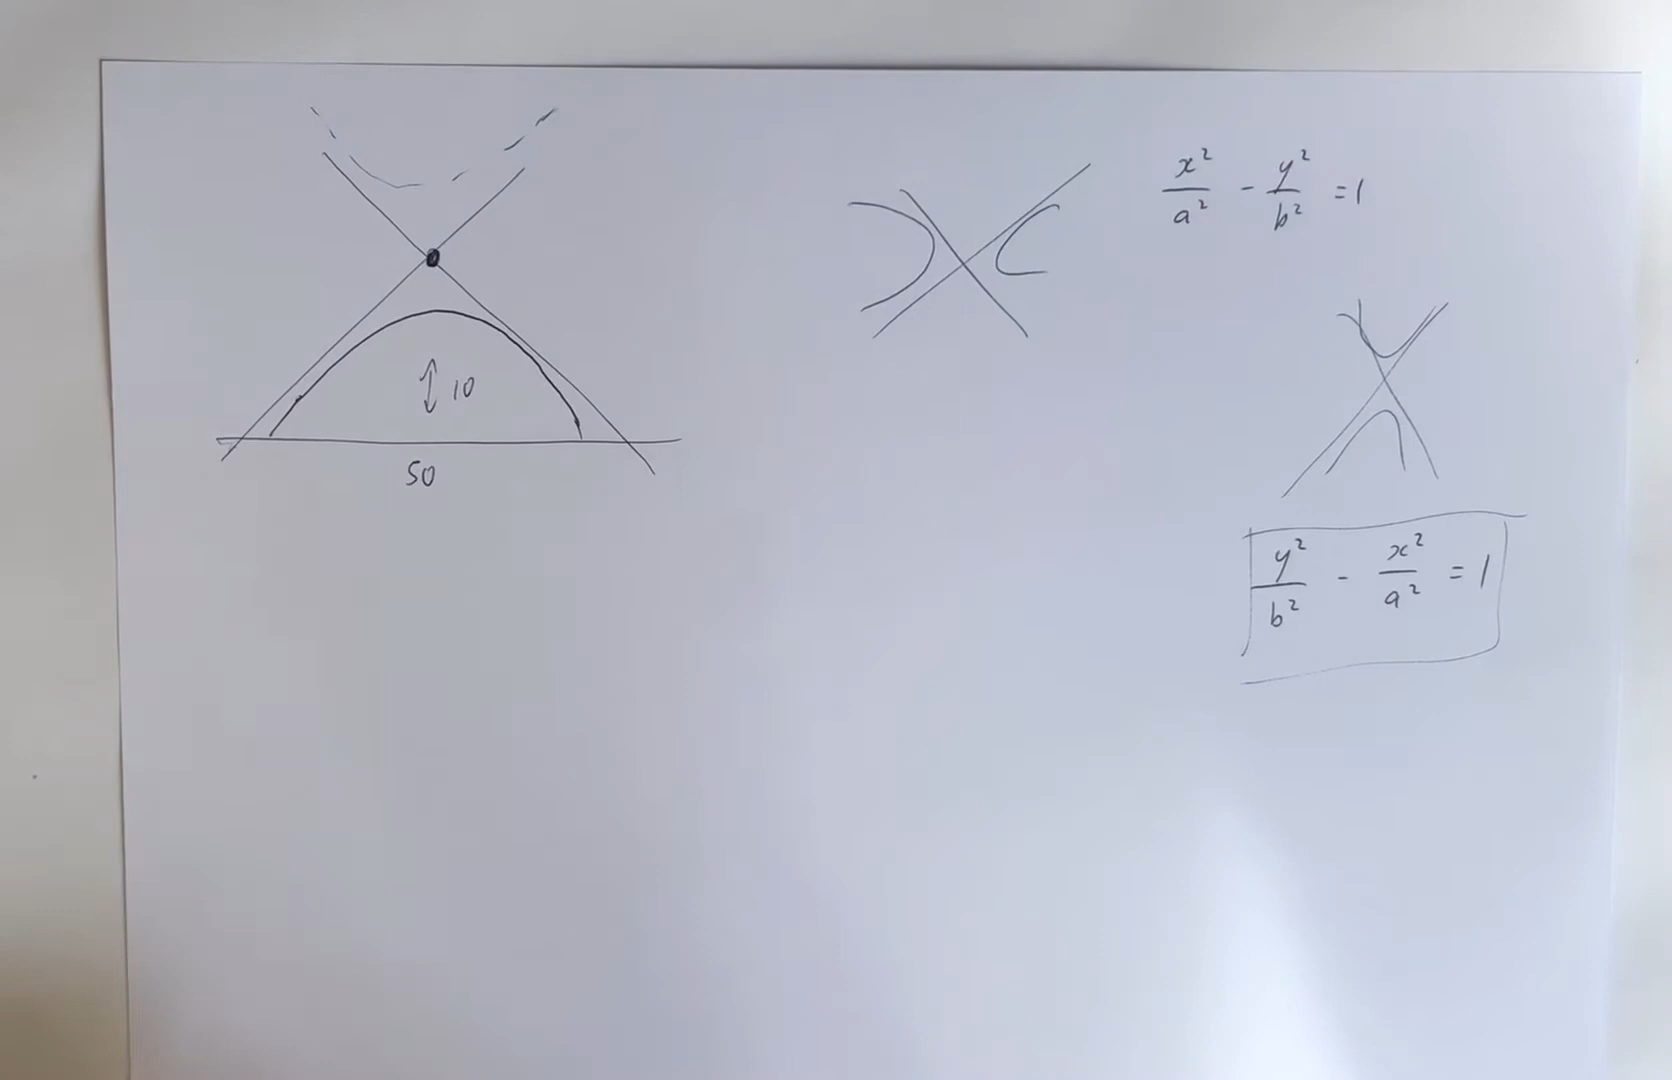 10
50
x²/a² - y²/b² = 1
y²/b² - x²/a² = 1